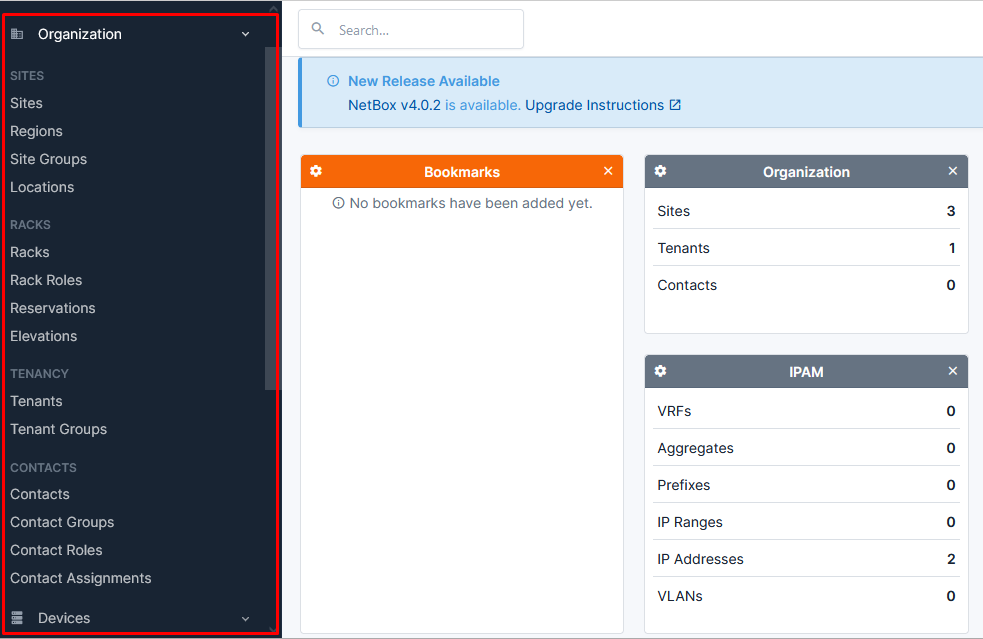 Organization
SITES
Sites
Regions
Site Groups
Locations
RACKS
Racks
Rack Roles
Reservations
Elevations
TENANCY
Tenants
Tenant Groups
CONTACTS
Contacts
Contact Groups
Contact Roles
Contact Assignments
Devices
Search...
New Release Available
NetBox v4.0.2 is available. Upgrade Instructions
Bookmarks
No bookmarks have been added yet.
Organization
Sites 3
Tenants 1
Contacts 0
IPAM
VRFs 0
Aggregates 0
Prefixes 0
IP Ranges 0
IP Addresses 2
VLANs 0